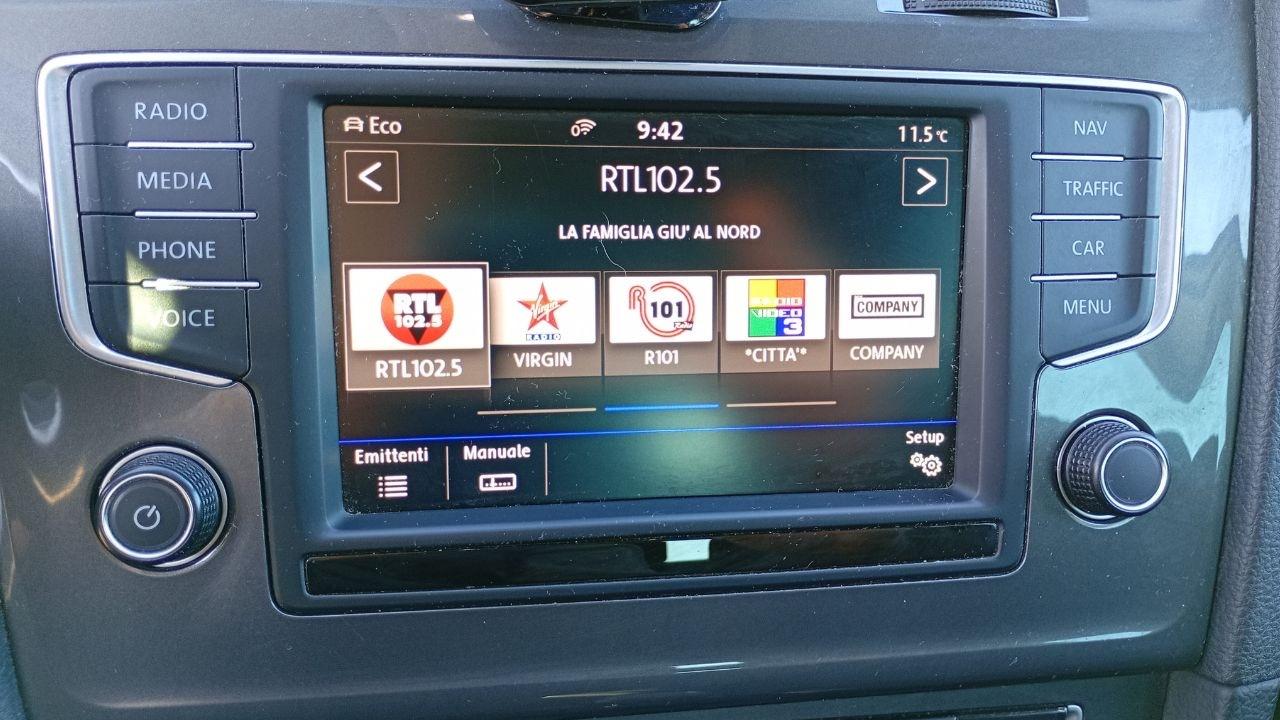 RADIO
MEDIA
PHONE
VOICE
Eco
0
9:42
11.5 °C
<
RTL102.5
>
LA FAMIGLIA GIU' AL NORD
RTL
102.5
RTL102.5
Virgin
RADIO
VIRGIN
R
101
R101
RADIO
VIDEO
3
*CITTA'*
COMPANY
COMPANY
Emittenti
Manuale
Setup
NAV
TRAFFIC
CAR
MENU